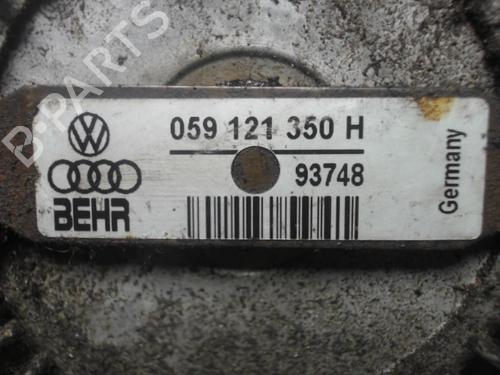 B-PARTS
059 121 350 H
93748
BEHR
Germany